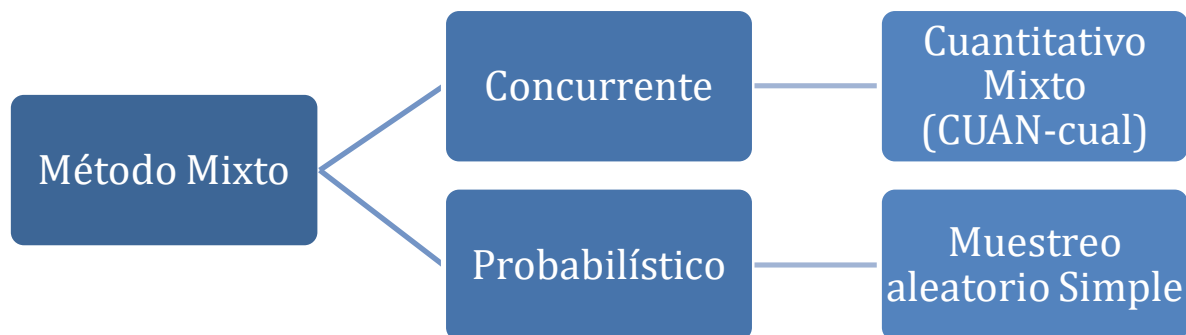 Método Mixto
Concurrente
Cuantitativo
Mixto
(CUAN-cual)
Probabilístico
Muestreo
aleatorio Simple